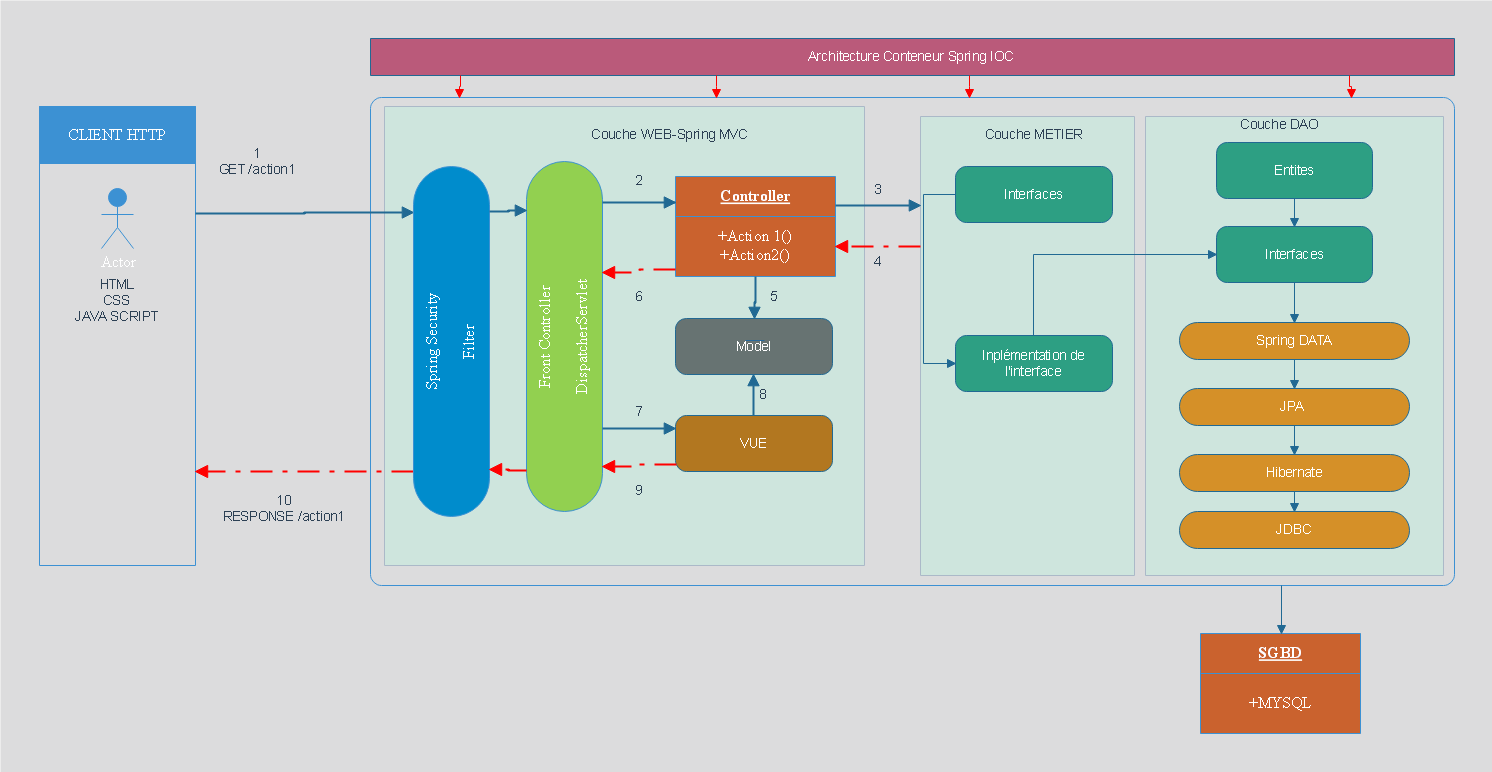 Architecture Conteneur Spring IOC
CLIENT HTTP
Actor
HTML
CSS
JAVA SCRIPT
1
GET /action1
10
RESPONSE /action1
Couche WEB-Spring MVC
Spring Security
Filter
Front Controller
DispatcherServlet
2
Controller
+Action 1()
+Action2()
3
4
6
5
Model
8
7
VUE
9
Couche METIER
Interfaces
Inplémentation de
l'interface
Couche DAO
Entites
Interfaces
Spring DATA
JPA
Hibernate
JDBC
SGBD
+MYSQL